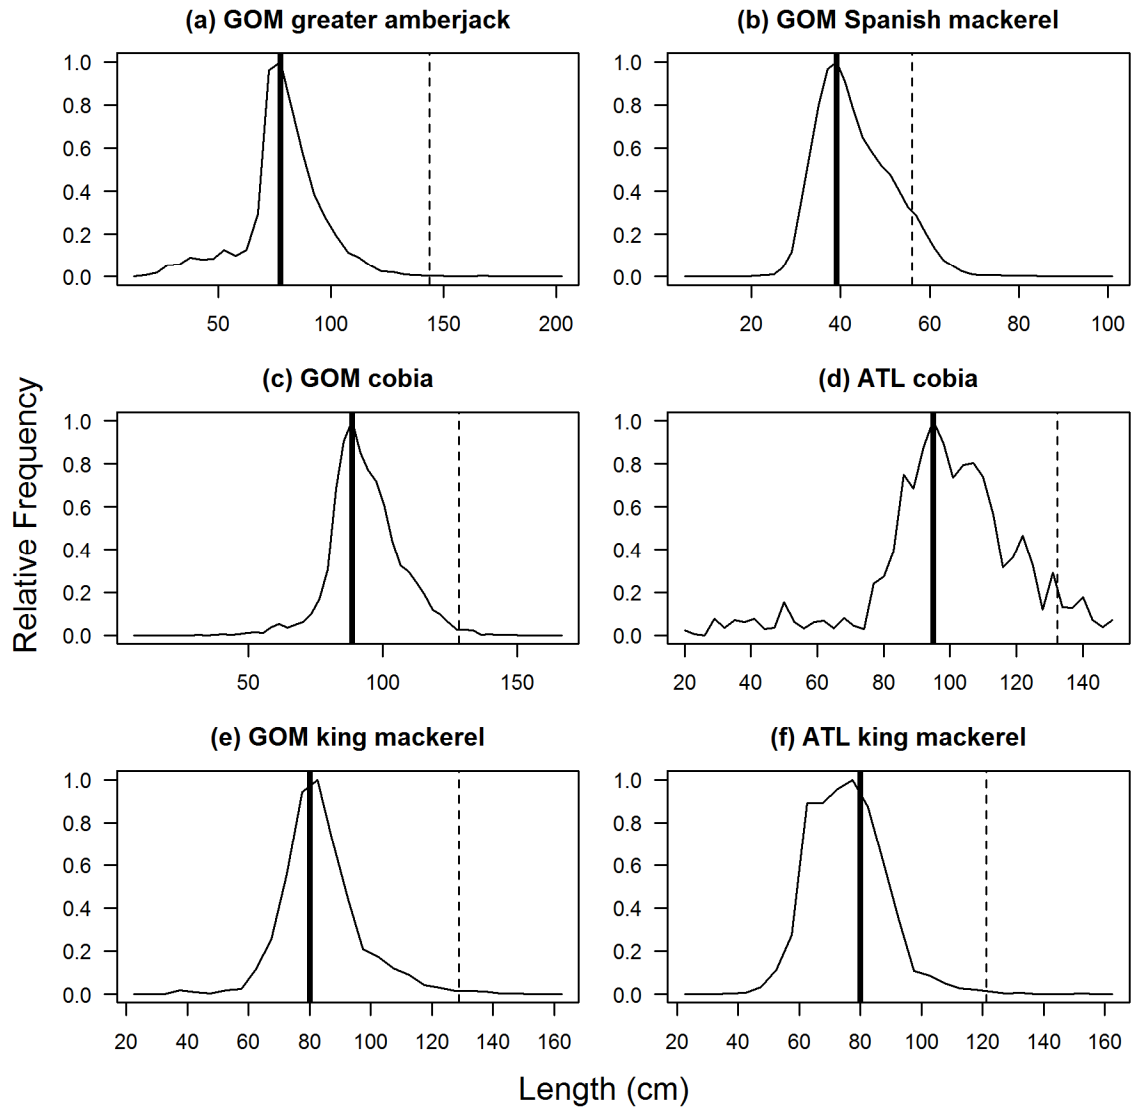 (a) GOM greater amberjack
1.0
0.8
0.6
0.4
0.2
0.0
50 100 150 200
(b) GOM Spanish mackerel
1.0
0.8
0.6
0.4
0.2
0.0
20 40 60 80 100
(c) GOM cobia
1.0
0.8
0.6
0.4
0.2
0.0
50 100 150
(d) ATL cobia
1.0
0.8
0.6
0.4
0.2
0.0
20 40 60 80 100 120 140
(e) GOM king mackerel
1.0
0.8
0.6
0.4
0.2
0.0
20 40 60 80 100 120 140 160
(f) ATL king mackerel
1.0
0.8
0.6
0.4
0.2
0.0
20 40 60 80 100 120 140 160
Relative Frequency
Length (cm)